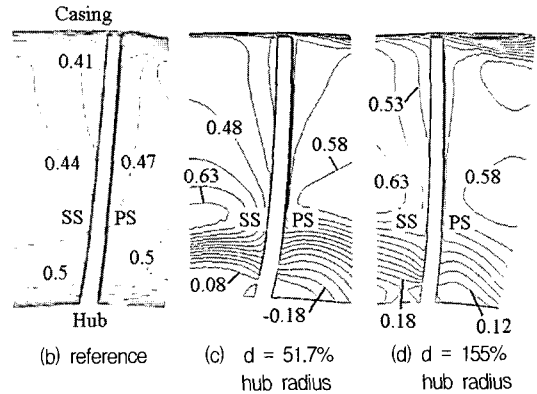 Casing
0.41
0.44
0.47
SS
PS
0.5
0.5
Hub
(b) reference
0.48
0.58
0.63
SS
PS
0.08
-0.18
(c) d = 51.7%
hub radius
0.53
0.63
0.58
SS
PS
0.18
0.12
(d) d = 155%
hub radius